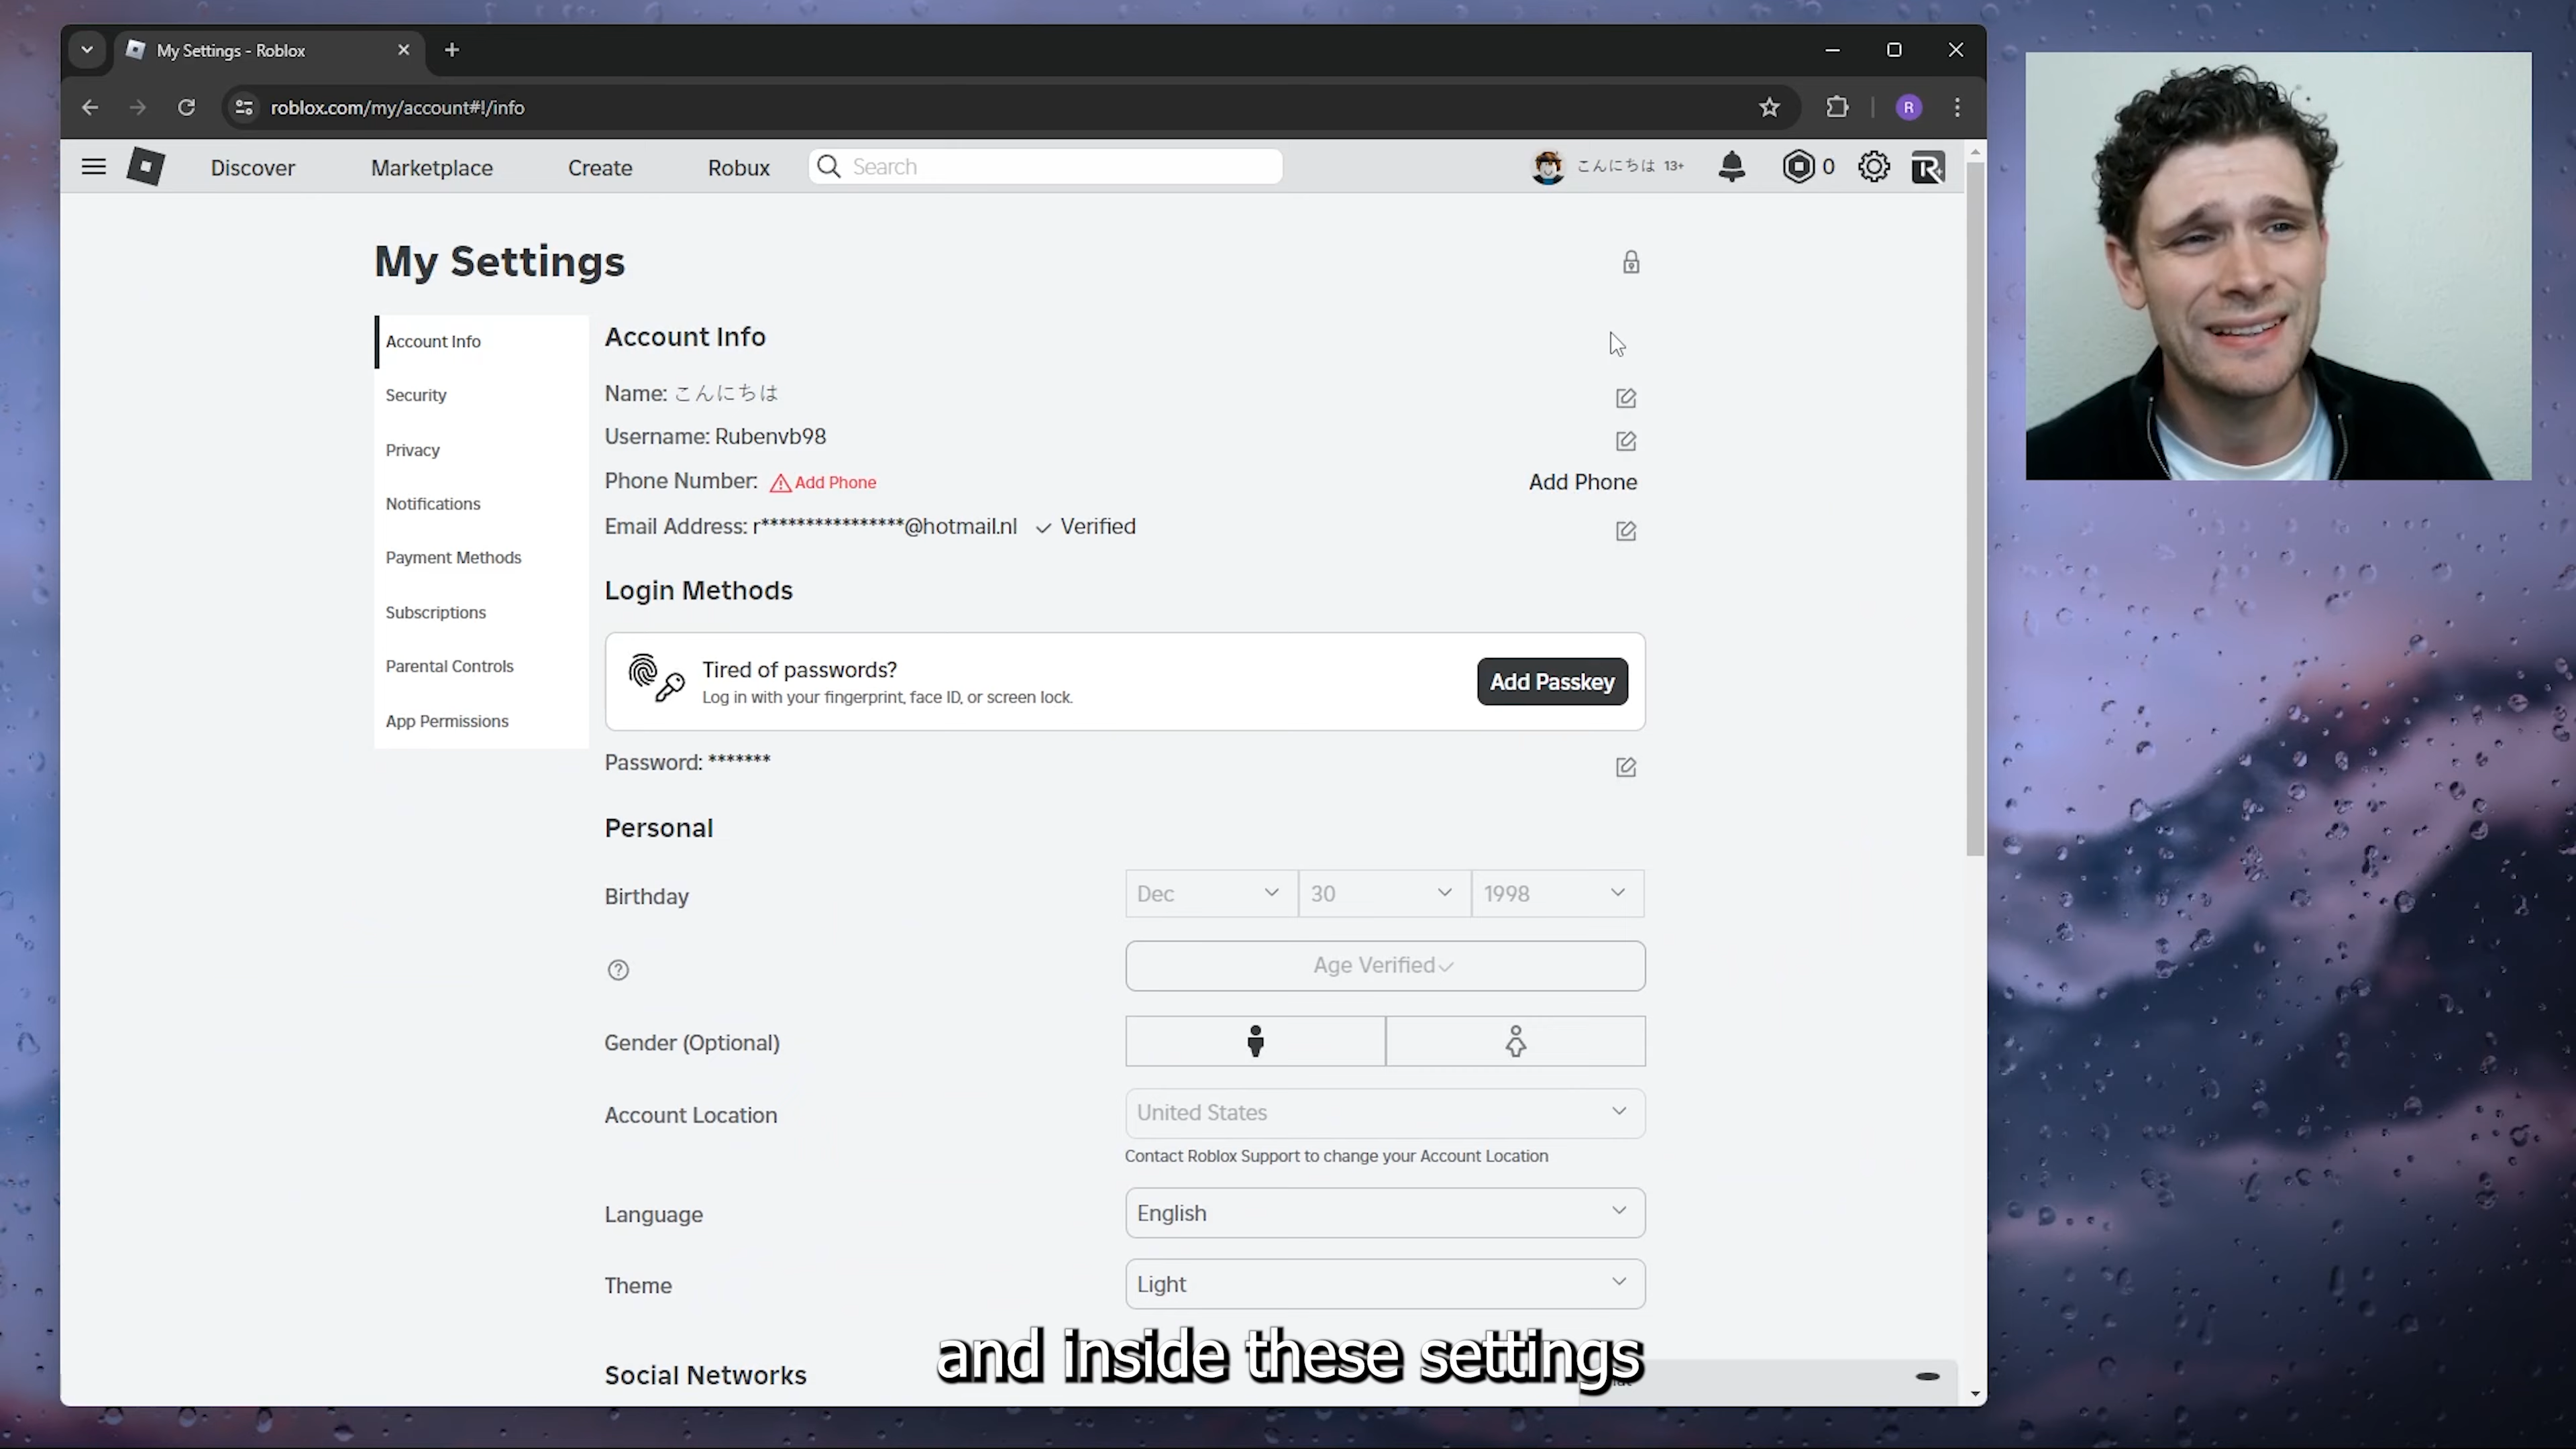 My Settings - Roblox
roblox.com/my/account#!/info
R
Discover
Marketplace
Create
Robux
Search
こんにちは 13+
0
My Settings
Account Info
Security
Privacy
Notifications
Payment Methods
Subscriptions
Parental Controls
App Permissions
Account Info
Name: こんにちは
Username: Rubenvb98
Phone Number: Add Phone
Add Phone
Email Address: r****************@hotmail.nl Verified
Login Methods
Tired of passwords?
Log in with your fingerprint, face ID, or screen lock.
Add Passkey
Password: *******
Personal
Birthday
Dec
30
1998
Age Verified
Gender (Optional)
Account Location
United States
Contact Roblox Support to change your Account Location
Language
English
Theme
Light
and inside these settings
Social Networks